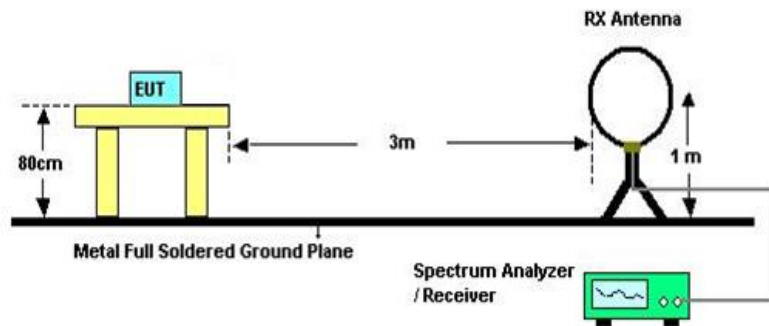 RX Antenna
EUT
3m
80cm
1 m
Metal Full Soldered Ground Plane
Spectrum Analyzer
/ Receiver